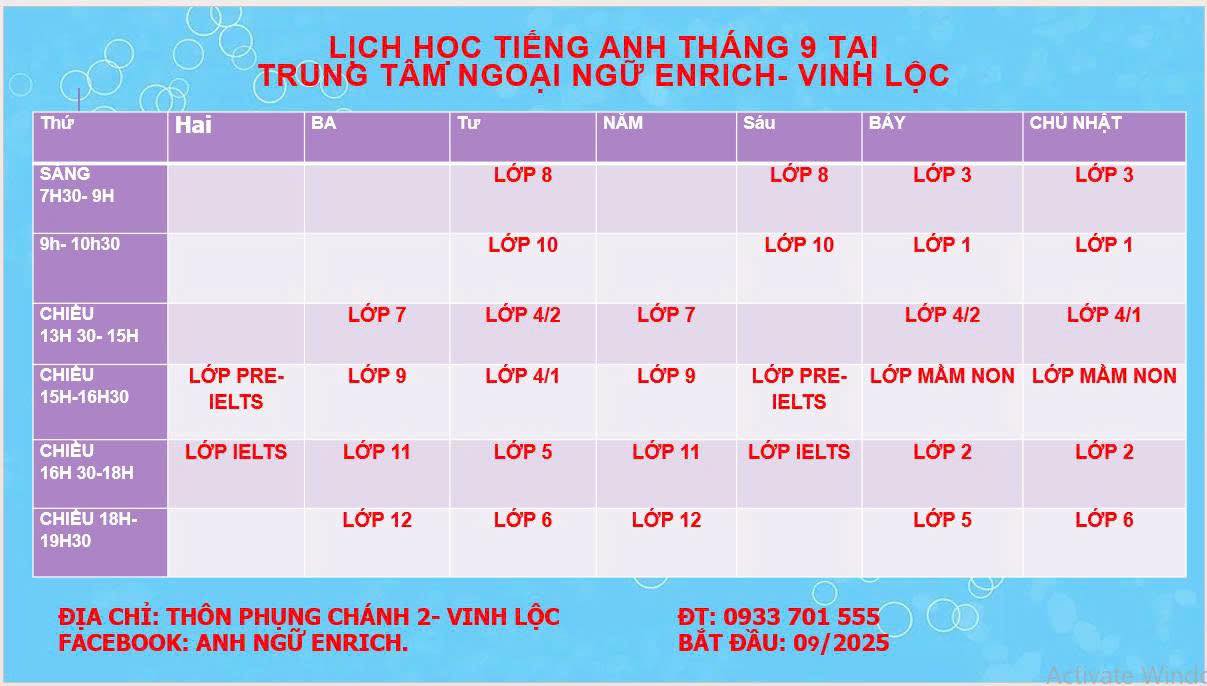 LỊCH HỌC TIẾNG ANH THÁNG 9 TẠI
TRUNG TÂM NGOẠI NGỮ ENRICH- VINH LỘC
Thứ Hai BA Tư NĂM Sáu BẢY CHỦ NHẬT
SÁNG
7H30- 9H
LỚP 8 LỚP 8 LỚP 3 LỚP 3
9h- 10h30 LỚP 10 LỚP 10 LỚP 1 LỚP 1
CHIỀU
13H 30- 15H
LỚP 7 LỚP 4/2 LỚP 7 LỚP 4/2 LỚP 4/1
CHIỀU
15H-16H30
LỚP PRE-
IELTS
LỚP 9 LỚP 4/1 LỚP 9
LỚP PRE-
IELTS
LỚP MẦM NON LỚP MẦM NON
CHIỀU
16H 30-18H
LỚP IELTS LỚP 11 LỚP 5 LỚP 11 LỚP IELTS LỚP 2 LỚP 2
CHIỀU 18H-
19H30
LỚP 12 LỚP 6 LỚP 12 LỚP 5 LỚP 6
ĐỊA CHỈ: THÔN PHỤNG CHÁNH 2- VINH LỘC
FACEBOOK: ANH NGỮ ENRICH.
ĐT: 0933 701 555
BẮT ĐẦU: 09/2025
Activate Windo